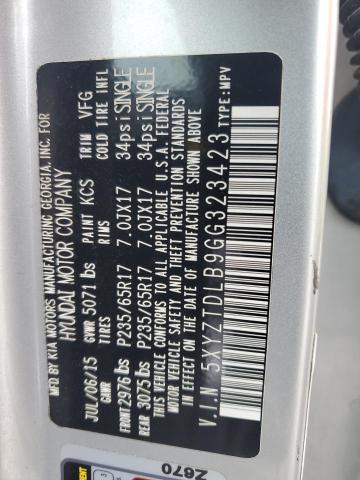 MFD BY KIA MOTORS MANUFACTURING GEORGIA, INC. FOR
HYUNDAI MOTOR COMPANY
JUL/06/15 GVWR 5071 lbs PAINT KCS TRIM VFG
GAWR TIRES RIMS COLD TIRE INFL
FRONT 2976 lbs P235/65R17 7.0JX17 34psi SINGLE
REAR 3075 lbs P235/65R17 7.0JX17 34psi SINGLE
THIS VEHICLE CONFORMS TO ALL APPLICABLE U.S.A. FEDERAL
MOTOR VEHICLE SAFETY AND THEFT PREVENTION STANDARDS
IN EFFECT ON THE DATE OF MANUFACTURE SHOWN ABOVE.
V.I.N: 5XYZTDLB9GG323423 TYPE:MPV
Z670
3